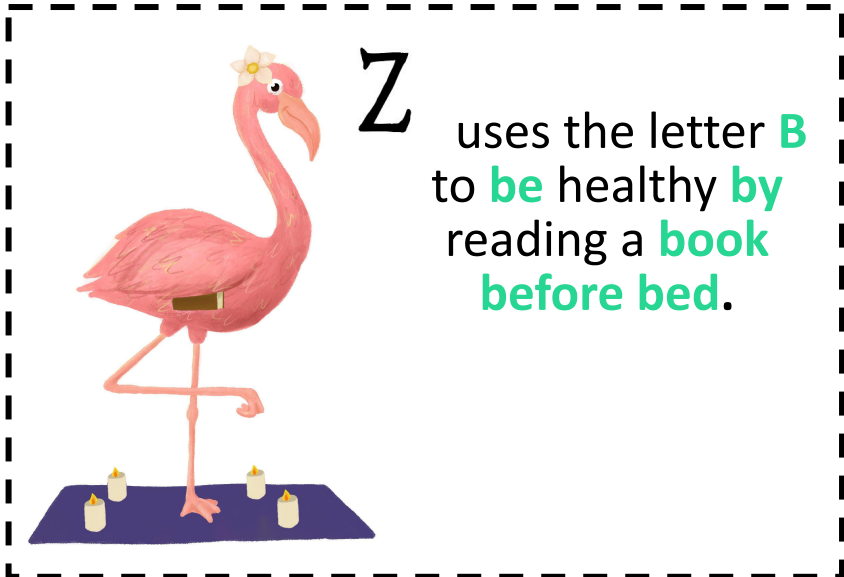 Z
uses the letter B
to be healthy by
reading a book
before bed.